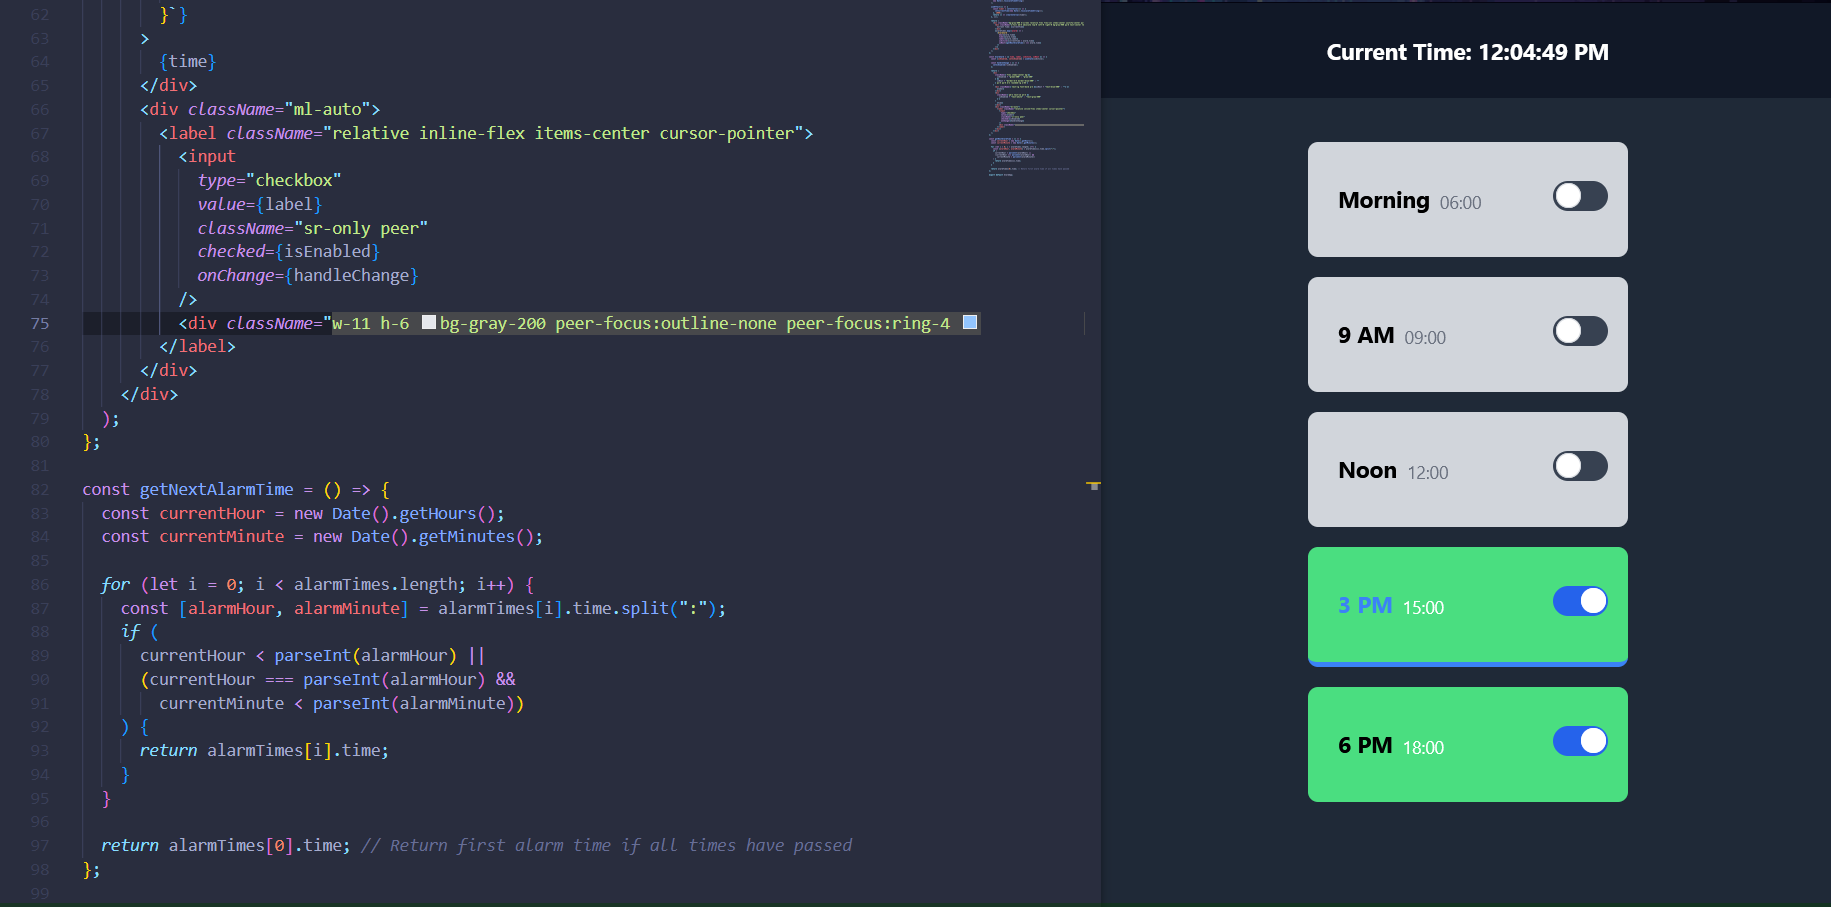 62 }`}
63 >
64 {time}
65 </div>
66 <div className="ml-auto">
67 <label className="relative inline-flex items-center cursor-pointer">
68 <input
69 type="checkbox"
70 value={label}
71 className="sr-only peer"
72 checked={isEnabled}
73 onChange={handleChange}
74 />
75 <div className="w-11 h-6 bg-gray-200 peer-focus:outline-none peer-focus:ring-4
76 </label>
77 </div>
78 </div>
79 );
80 };
81
82 const getNextAlarmTime = () => {
83 const currentHour = new Date().getHours();
84 const currentMinute = new Date().getMinutes();
85
86 for (let i = 0; i < alarmTimes.length; i++) {
87 const [alarmHour, alarmMinute] = alarmTimes[i].time.split(":");
88 if (
89 currentHour < parseInt(alarmHour) ||
90 (currentHour === parseInt(alarmHour) &&
91 currentMinute < parseInt(alarmMinute))
92 ) {
93 return alarmTimes[i].time;
94 }
95 }
96
97 return alarmTimes[0].time; // Return first alarm time if all times have passed
98 };
99
Current Time: 12:04:49 PM
Morning 06:00
9 AM 09:00
Noon 12:00
3 PM 15:00
6 PM 18:00